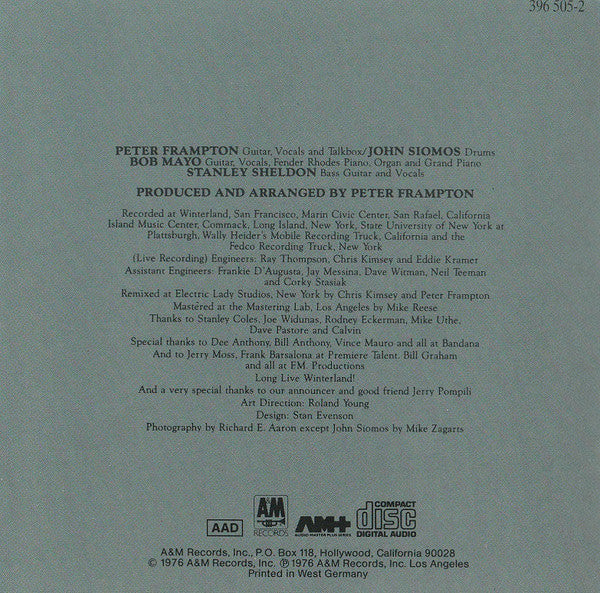 396 505-2
PETER FRAMPTON Guitar, Vocals and Talkbox/JOHN SIOMOS Drums
BOB MAYO Guitar, Vocals, Fender Rhodes Piano, Organ and Grand Piano
STANLEY SHELDON Bass Guitar and Vocals
PRODUCED AND ARRANGED BY PETER FRAMPTON
Recorded at Winterland, San Francisco, Marin Civic Center, San Rafael, California
Island Music Center, Commack, Long Island, New York, State University of New York at
Plattsburgh, Wally Heider's Mobile Recording Truck, California and the
Fedco Recording Truck, New York
(Live Recording) Engineers: Ray Thompson, Chris Kimsey and Eddie Kramer
Assistant Engineers: Frankie D'Augusta, Jay Messina, Dave Witman, Neil Teeman
and Corky Stasiak
Remixed at Electric Lady Studios, New York by Chris Kimsey and Peter Frampton
Mastered at the Mastering Lab, Los Angeles by Mike Reese
Thanks to Stanley Coles, Joe Widunas, Rodney Eckerman, Mike Uthe,
Dave Pastore and Calvin
Special thanks to Dee Anthony, Bill Anthony, Vince Mauro and all at Bandana
And to Jerry Moss, Frank Barsalona at Premiere Talent. Bill Graham
and all at F.M. Productions
Long Live Winterland!
And a very special thanks to our announcer and good friend Jerry Pompili
Art Direction: Roland Young
Design: Stan Evenson
Photography by Richard E. Aaron except John Siomos by Mike Zagarts
AAD
A&M RECORDS
AM+ AUDIO MASTER PLUS SERIES
COMPACT disc DIGITAL AUDIO
A&M Records, Inc., P.O. Box 118, Hollywood, California 90028
© 1976 A&M Records, Inc. ℗ 1976 A&M Records, Inc. Los Angeles
Printed in West Germany